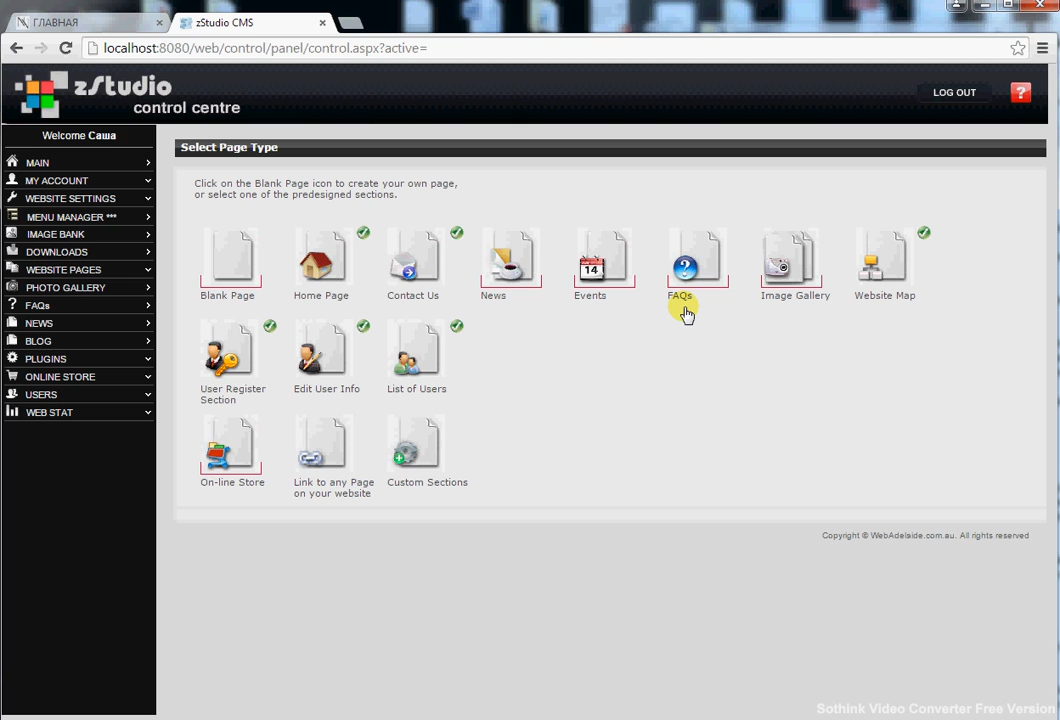 ГЛАВНАЯ
zStudio CMS
localhost:8080/web/control/panel/control.aspx?active=
zStudio
control centre
LOG OUT
?
Welcome Саша
MAIN
MY ACCOUNT
WEBSITE SETTINGS
MENU MANAGER ***
IMAGE BANK
DOWNLOADS
WEBSITE PAGES
PHOTO GALLERY
FAQs
NEWS
BLOG
PLUGINS
ONLINE STORE
USERS
WEB STAT
Select Page Type
Click on the Blank Page icon to create your own page,
or select one of the predesigned sections.
14
?
Blank Page
Home Page
Contact Us
News
Events
FAQs
Image Gallery
Website Map
User Register
Section
Edit User Info
List of Users
On-line Store
Link to any Page
on your website
Custom Sections
Copyright © WebAdelaide.com.au. All rights reserved
Sothink Video Converter Free Version